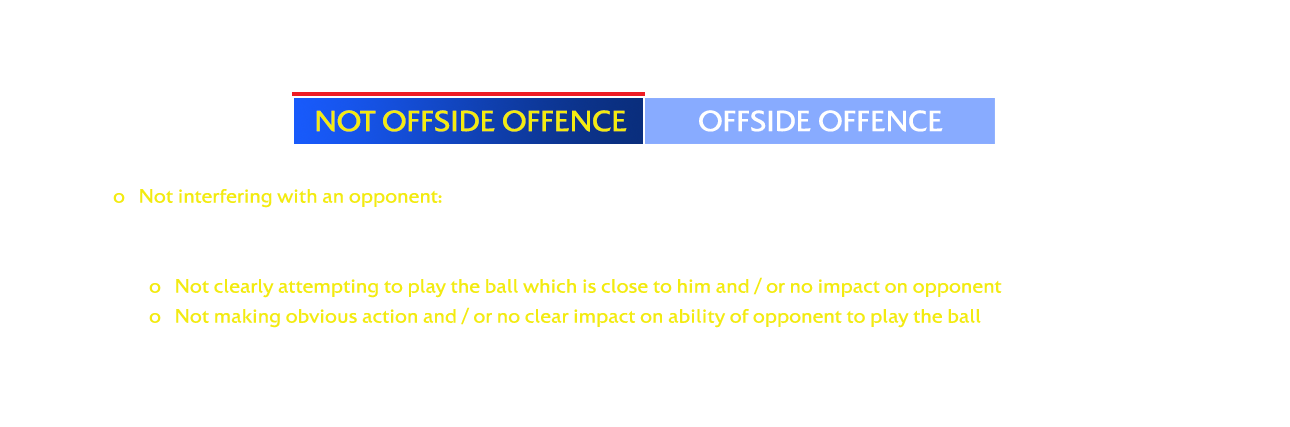 NOT OFFSIDE OFFENCE OFFSIDE OFFENCE
o Not interfering with an opponent:
o Not clearly attempting to play the ball which is close to him and / or no impact on opponent
o Not making obvious action and / or no clear impact on ability of opponent to play the ball